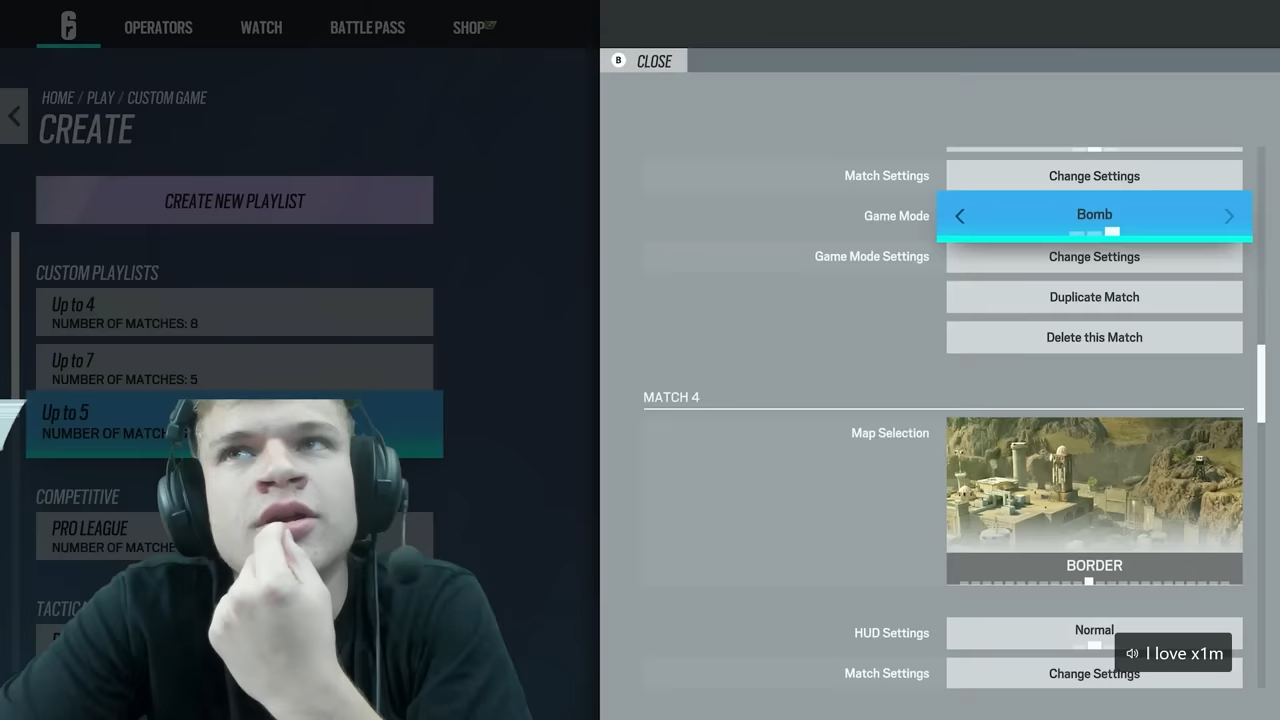 6
OPERATORS
WATCH
BATTLE PASS
SHOP
B CLOSE
HOME / PLAY / CUSTOM GAME
CREATE
CREATE NEW PLAYLIST
CUSTOM PLAYLISTS
Up to 4
NUMBER OF MATCHES: 8
Up to 7
NUMBER OF MATCHES: 5
Up to 5
NUMBER OF MATCH
COMPETITIVE
PRO LEAGUE
NUMBER OF MATCHE
TACTICA
Match Settings
Change Settings
Game Mode
Bomb
Game Mode Settings
Change Settings
Duplicate Match
Delete this Match
MATCH 4
Map Selection
BORDER
HUD Settings
Normal
I love x1m
Match Settings
Change Settings